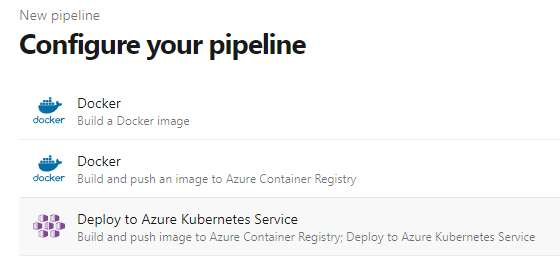 New pipeline
Configure your pipeline
docker
Docker
Build a Docker image
docker
Docker
Build and push an image to Azure Container Registry
Deploy to Azure Kubernetes Service
Build and push image to Azure Container Registry; Deploy to Azure Kubernetes Service